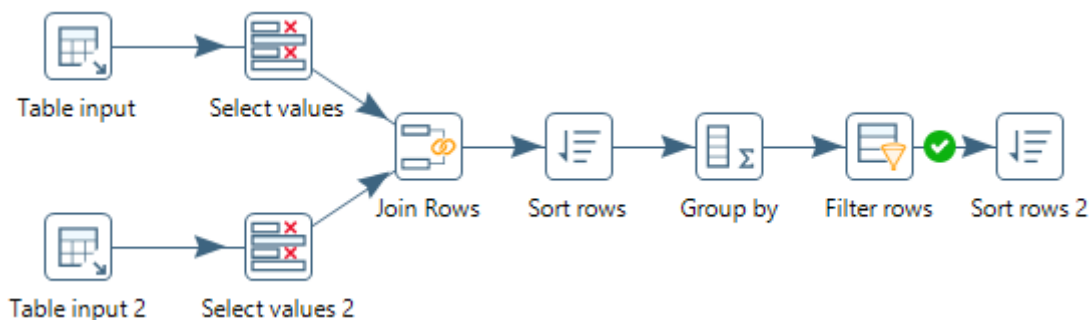 Table input
Select values
Join Rows
Sort rows
Group by
Filter rows
Sort rows 2
Table input 2
Select values 2